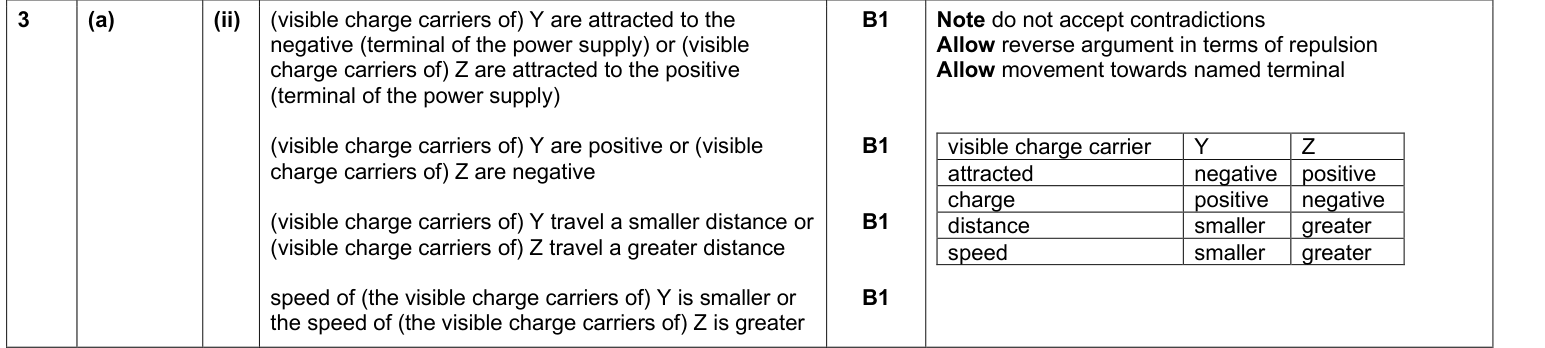 3 (a) (ii) (visible charge carriers of) Y are attracted to the B1 Note do not accept contradictions
negative (terminal of the power supply) or (visible Allow reverse argument in terms of repulsion
charge carriers of) Z are attracted to the positive Allow movement towards named terminal
(terminal of the power supply)
(visible charge carriers of) Y are positive or (visible B1 visible charge carrier Y Z
charge carriers of) Z are negative attracted negative positive
charge positive negative
(visible charge carriers of) Y travel a smaller distance or B1 distance smaller greater
(visible charge carriers of) Z travel a greater distance speed smaller greater
speed of (the visible charge carriers of) Y is smaller or B1
the speed of (the visible charge carriers of) Z is greater